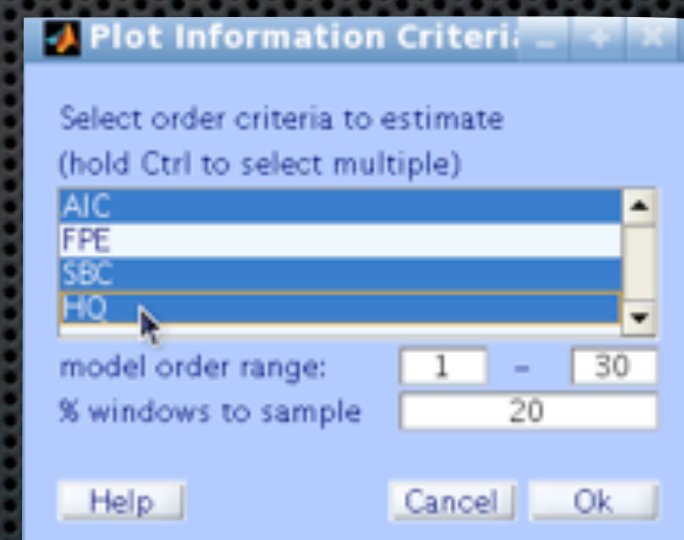 Plot Information Criteri
Select order criteria to estimate
(hold Ctrl to select multiple)
AIC
FPE
SBC
HQ
model order range: 1 - 30
% windows to sample 20
Help Cancel Ok